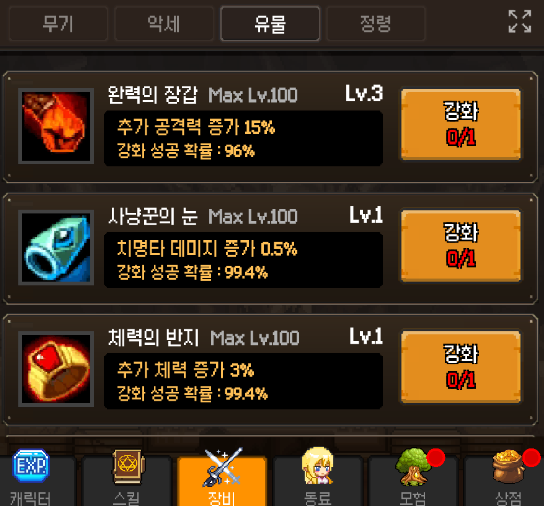 무기 악세 유물 정령
완력의 장갑 Max Lv.100 Lv.3
추가 공격력 증가 15%
강화 성공 확률 : 96%
강화
0/1
사냥꾼의 눈 Max Lv.100 Lv.1
치명타 데미지 증가 0.5%
강화 성공 확률 : 99.4%
강화
0/1
체력의 반지 Max Lv.100 Lv.1
추가 체력 증가 3%
강화 성공 확률 : 99.4%
강화
0/1
EXP
캐릭터 스킬 장비 동료 모험 상점